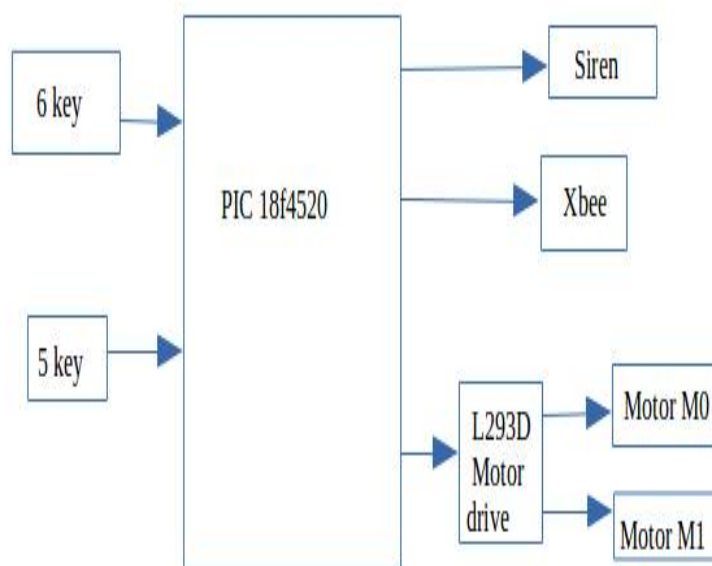 6 key
5 key
PIC 18f4520
Siren
Xbee
L293D
Motor
drive
Motor M0
Motor M1